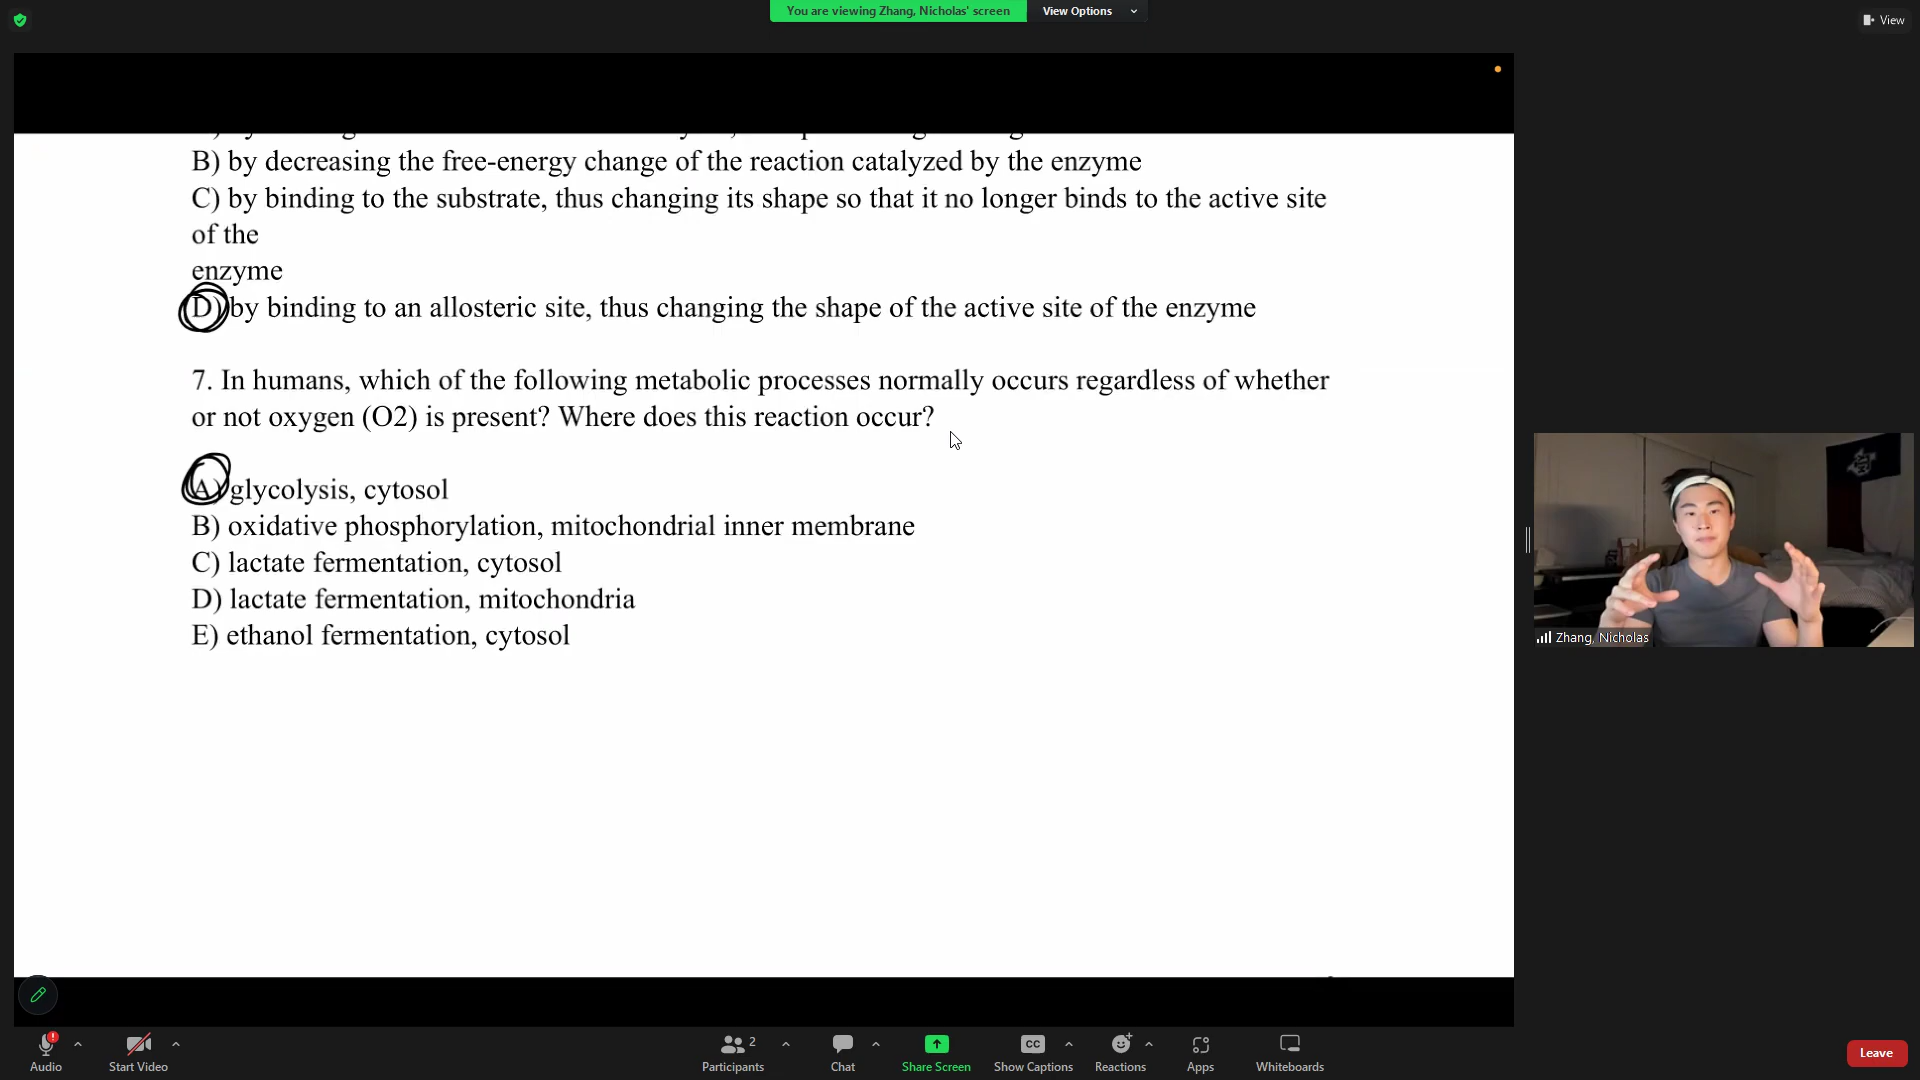 You are viewing Zhang, Nicholas' screen
View Options
View
B) by decreasing the free-energy change of the reaction catalyzed by the enzyme
C) by binding to the substrate, thus changing its shape so that it no longer binds to the active site
of the
enzyme
D) by binding to an allosteric site, thus changing the shape of the active site of the enzyme
7. In humans, which of the following metabolic processes normally occurs regardless of whether
or not oxygen (O2) is present? Where does this reaction occur?
A) glycolysis, cytosol
B) oxidative phosphorylation, mitochondrial inner membrane
C) lactate fermentation, cytosol
D) lactate fermentation, mitochondria
E) ethanol fermentation, cytosol
Zhang, Nicholas
Audio
Start Video
Participants
2
Chat
Share Screen
CC
Show Captions
Reactions
Apps
Whiteboards
Leave